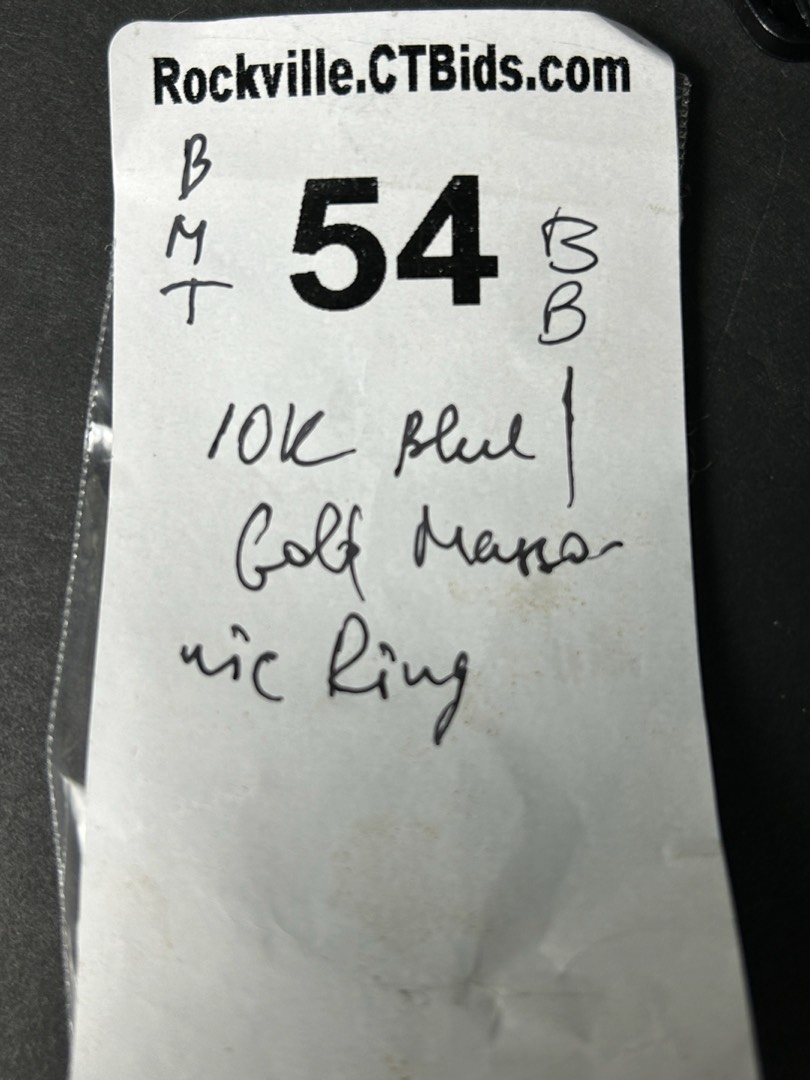 Rockville.CTBids.com
B
M
T
54
B
B
10K Blue |
Gold Masso-
nic Ring